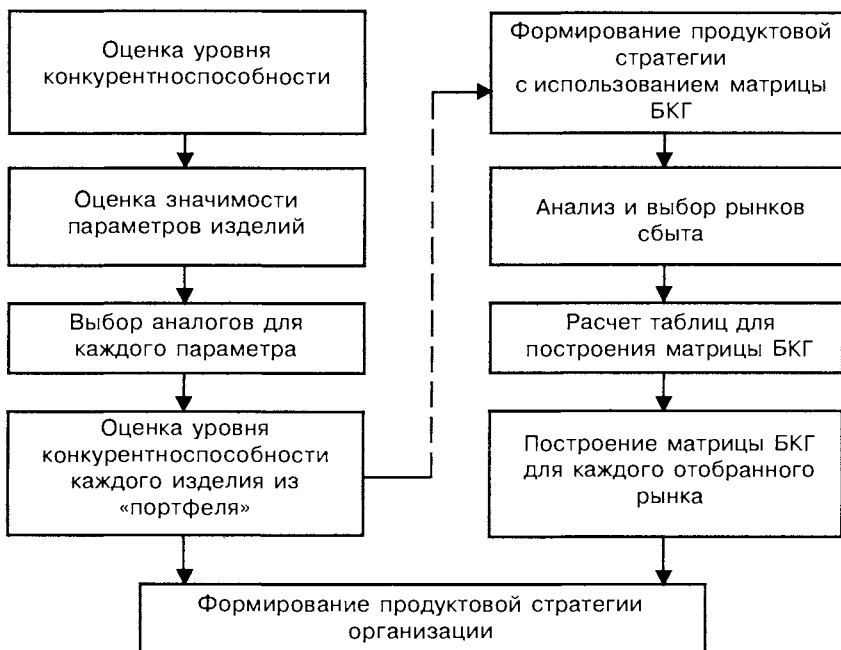 Оценка уровня
конкурентноспособности
Оценка значимости
параметров изделий
Выбор аналогов для
каждого параметра
Оценка уровня
конкурентноспособности
каждого изделия из
«портфеля»
Формирование продуктовой
стратегии
с использованием матрицы
БКГ
Анализ и выбор рынков
сбыта
Расчет таблиц для
построения матрицы БКГ
Построение матрицы БКГ
для каждого отобранного
рынка
Формирование продуктовой стратегии
организации